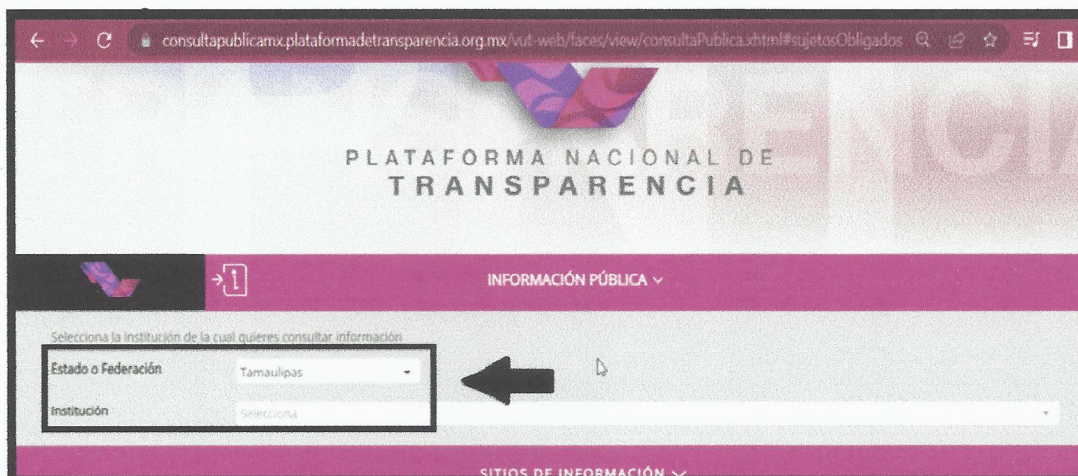 consultapublicamx.plataformadetransparencia.org.mx/vut-web/faces/view/consultaPublica.xhtml#sujetosObligados
PLATAFORMA NACIONAL DE
TRANSPARENCIA
INFORMACIÓN PÚBLICA
Selecciona la institución de la cual quieres consultar información
Estado o Federación
Tamaulipas
Institución
Selecciona
SITIOS DE INFORMACIÓN